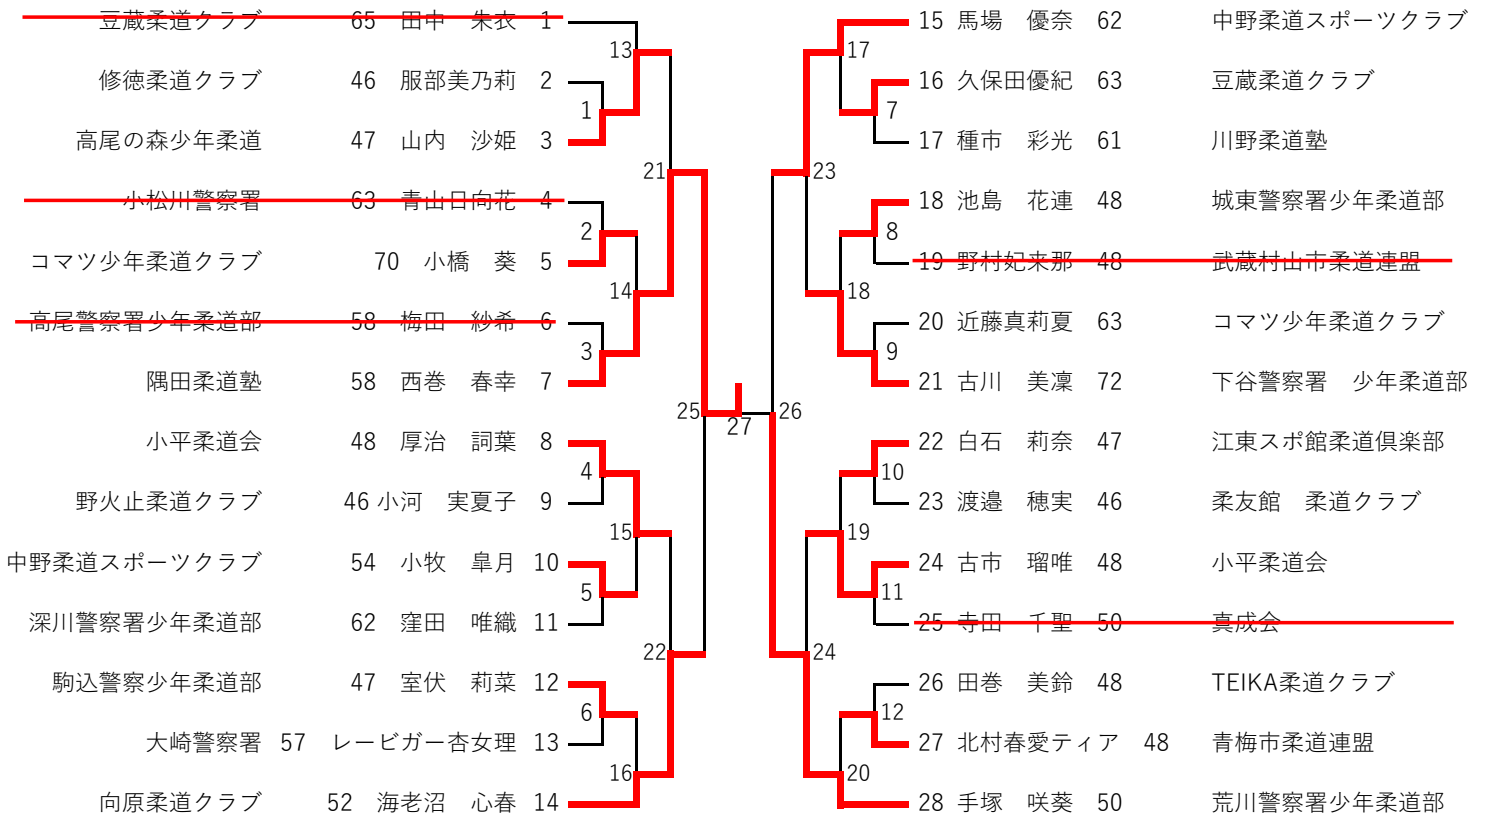 豆蔵柔道クラブ 65 田中 朱衣 1
修徳柔道クラブ 46 服部美乃莉 2
高尾の森少年柔道 47 山内 沙姫 3
小松川警察署 63 青山日向花 4
コマツ少年柔道クラブ 70 小橋 葵 5
高尾警察署少年柔道部 58 梅田 紗希 6
隅田柔道塾 58 西巻 春幸 7
小平柔道会 48 厚治 詞葉 8
野火止柔道クラブ 46 小河 実夏子 9
中野柔道スポーツクラブ 54 小牧 皐月 10
深川警察署少年柔道部 62 窪田 唯織 11
駒込警察少年柔道部 47 室伏 莉菜 12
大崎警察署 57 レービガー杏女理 13
向原柔道クラブ 52 海老沼 心春 14
13
1
21
2
14
3
25
4
15
5
22
6
16
27
17
7
23
8
18
9
26
10
19
11
24
12
20
15 馬場 優奈 62 中野柔道スポーツクラブ
16 久保田優紀 63 豆蔵柔道クラブ
17 種市 彩光 61 川野柔道塾
18 池島 花連 48 城東警察署少年柔道部
19 野村妃来那 48 武蔵村山市柔道連盟
20 近藤真莉夏 63 コマツ少年柔道クラブ
21 古川 美凜 72 下谷警察署 少年柔道部
22 白石 莉奈 47 江東スポ館柔道倶楽部
23 渡邉 穂実 46 柔友館 柔道クラブ
24 古市 瑠唯 48 小平柔道会
25 寺田 千聖 50 真成会
26 田巻 美鈴 48 TEIKA柔道クラブ
27 北村春愛ティア 48 青梅市柔道連盟
28 手塚 咲葵 50 荒川警察署少年柔道部